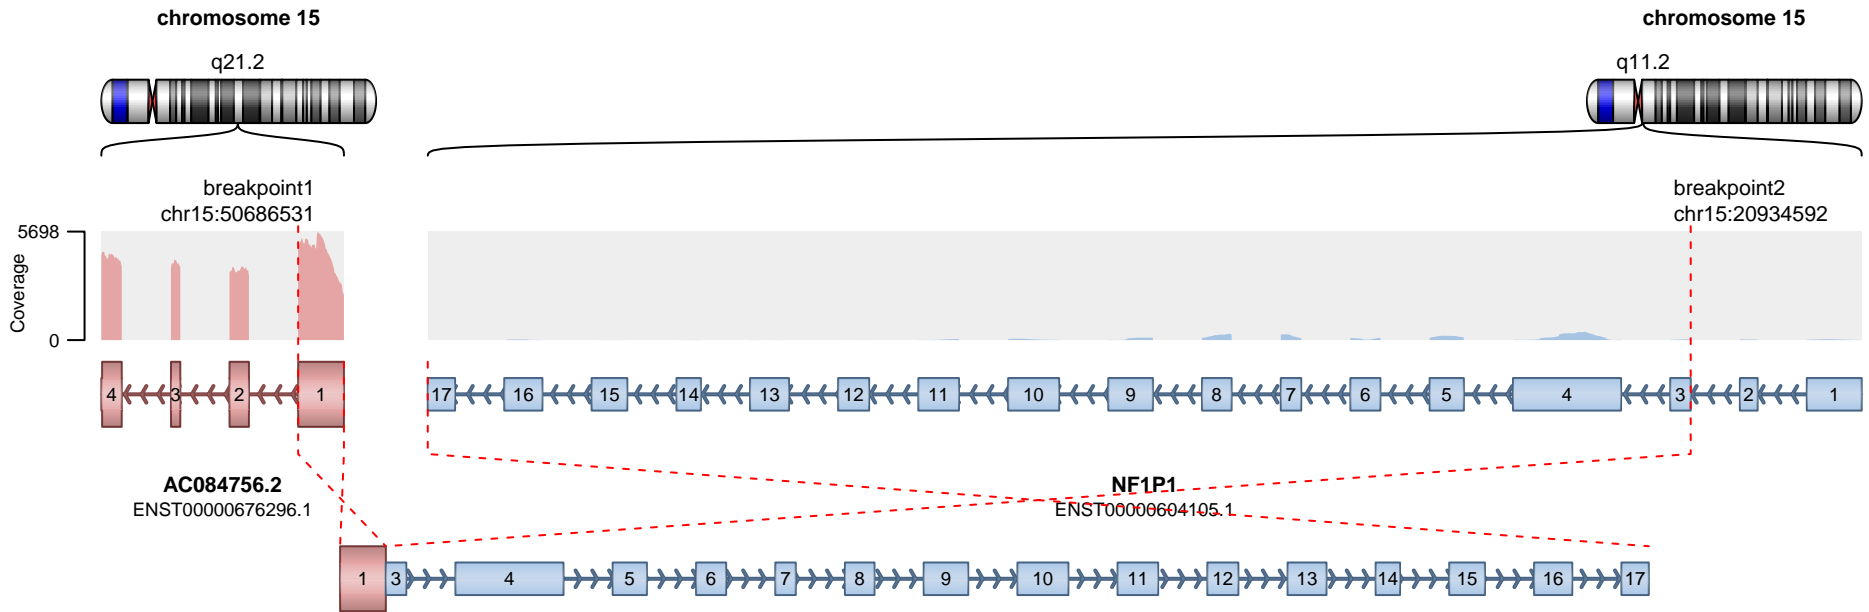 chromosome 15
chromosome 15
q21.2
q11.2
breakpoint1
chr15:50686531
breakpoint2
chr15:20934592
5698
Coverage
0
4 3 2 1
17 16 15 14 13 12 11 10 9 8 7 6 5 4 3 2 1
AC084756.2
ENST00000676296.1
NF1P1
ENST00000604105.1
1 3 4 5 6 7 8 9 10 11 12 13 14 15 16 17